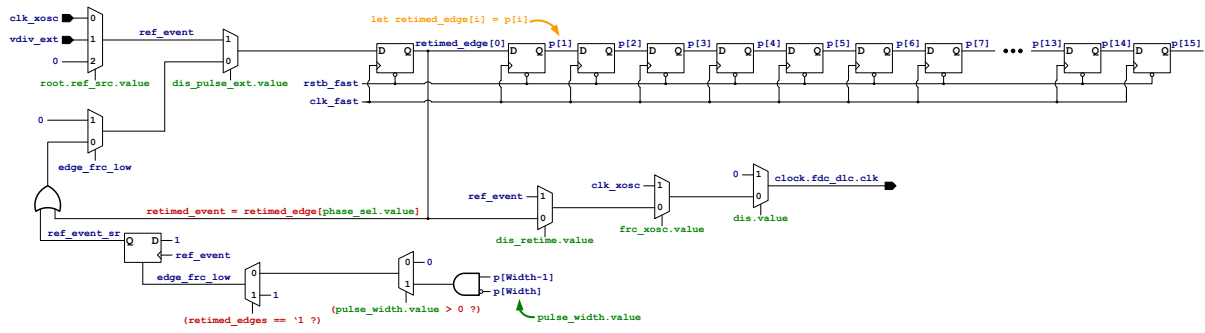 clk_xosc
0
let retimed_edge[i] = p[i]
vdiv_ext
1
ref_event
1
0
2
0
root.ref_src.value
dis_pulse_ext.value
D Q
retimed_edge[0]
D Q
p[1]
D Q
p[2]
D Q
p[3]
D Q
p[4]
D Q
p[5]
D Q
p[6]
D Q
p[7]
p[13]
D Q
p[14]
D Q
p[15]
rstb_fast
clk_fast
0
1
0
edge_frc_low
0
1
0
clock.fdc_dlc.clk
dis.value
clk_xosc
1
0
frc_xosc.value
ref_event
1
0
dis_retime.value
retimed_event = retimed_edge[phase_sel.value]
ref_event_sr
Q D
1
ref_event
edge_frc_low
0
1
1
(retimed_edges == '1 ?)
0
0
1
(pulse_width.value > 0 ?)
p[Width-1]
p[Width]
pulse_width.value